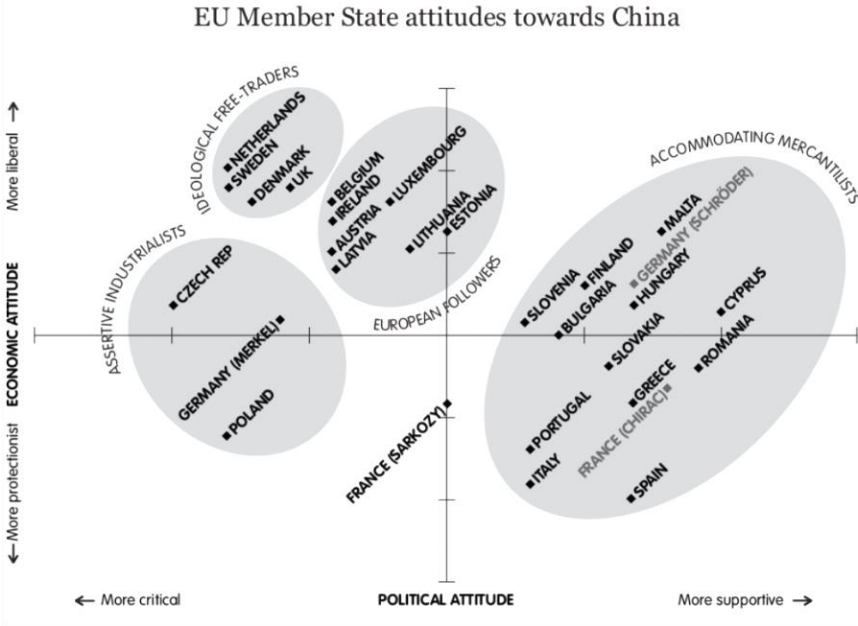 EU Member State attitudes towards China
IDEOLOGICAL FREE-TRADERS
NETHERLANDS
SWEDEN
DENMARK
UK
BELGIUM
IRELAND
AUSTRIA
LATVIA
LUXEMBOURG
LITHUANIA
ESTONIA
EUROPEAN FOLLOWERS
ACCOMMODATING MERCANTILISTS
MALTA
GERMANY (SCHRÖDER)
FINLAND
SLOVENIA
BULGARIA
HUNGARY
CYPRUS
SLOVAKIA
ROMANIA
GREECE
FRANCE (CHIRAC)
PORTUGAL
ITALY
SPAIN
ASSERTIVE INDUSTRIALISTS
CZECH REP
GERMANY (MERKEL)
POLAND
FRANCE (SARKOZY)
More liberal →
ECONOMIC ATTITUDE
← More protectionist
← More critical
POLITICAL ATTITUDE
More supportive →